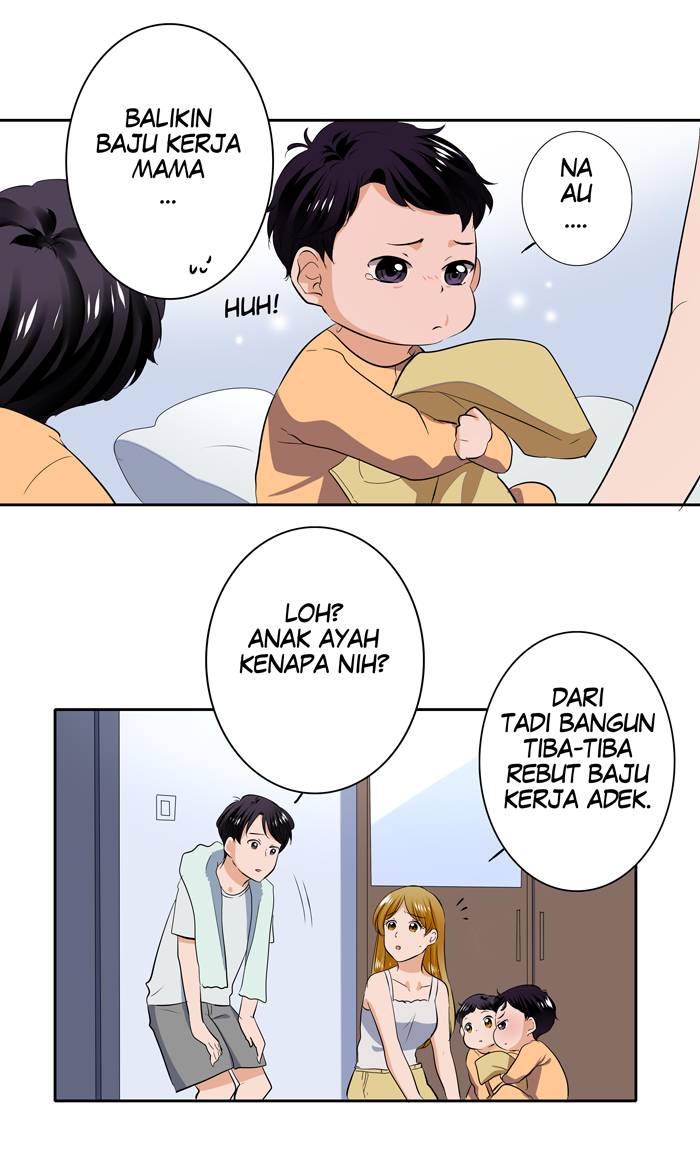 BALIKIN
BAJU KERJA
MAMA
...
NA
AU
....
HUH!
LOH?
ANAK AYAH
KENAPA NIH?
DARI
TADI BANGUN
TIBA-TIBA
REBUT BAJU
KERJA ADEK.